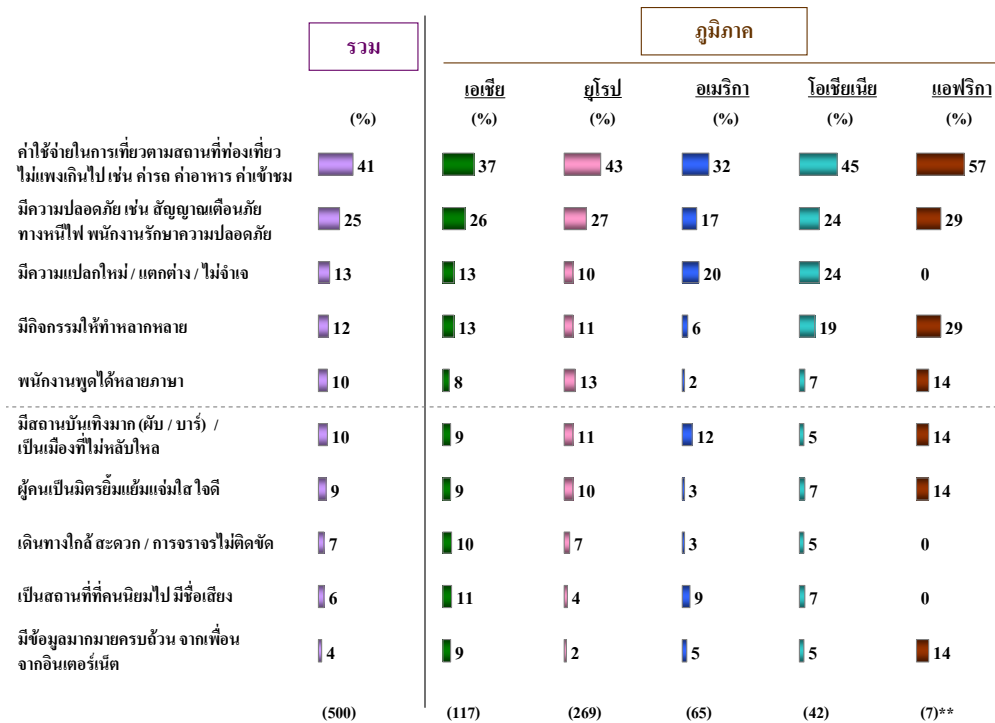 รวม
ภูมิภาค
เอเชีย ยุโรป อเมริกา โอเชียเนีย แอฟริกา
(%) (%) (%) (%) (%) (%)
ค่าใช้จ่ายในการเที่ยวตามสถานที่ท่องเที่ยว
ไม่แพงเกินไป เช่น ค่ารถ ค่าอาหาร ค่าเข้าชม
41 37 43 32 45 57
มีความปลอดภัย เช่น สัญญาณเตือนภัย
ทางหนีไฟ พนักงานรักษาความปลอดภัย
25 26 27 17 24 29
มีความแปลกใหม่ / แตกต่าง / ไม่จำเจ
13 13 10 20 24 0
มีกิจกรรมให้ทำหลากหลาย
12 13 11 6 19 29
พนักงานพูดได้หลายภาษา
10 8 13 2 7 14
มีสถานบันเทิงมาก (ผับ / บาร์) /
เป็นเมืองที่ไม่หลับใหล
10 9 11 12 5 14
ผู้คนเป็นมิตรยิ้มแย้มแจ่มใส ใจดี
9 9 10 3 7 14
เดินทางใกล้ สะดวก / การจราจรไม่ติดขัด
7 10 7 3 5 0
เป็นสถานที่ที่คนนิยมไป มีชื่อเสียง
6 11 4 9 7 0
มีข้อมูลมากมายครบถ้วน จากเพื่อน
จากอินเตอร์เน็ต
4 9 2 5 5 14
(500) (117) (269) (65) (42) (7)**